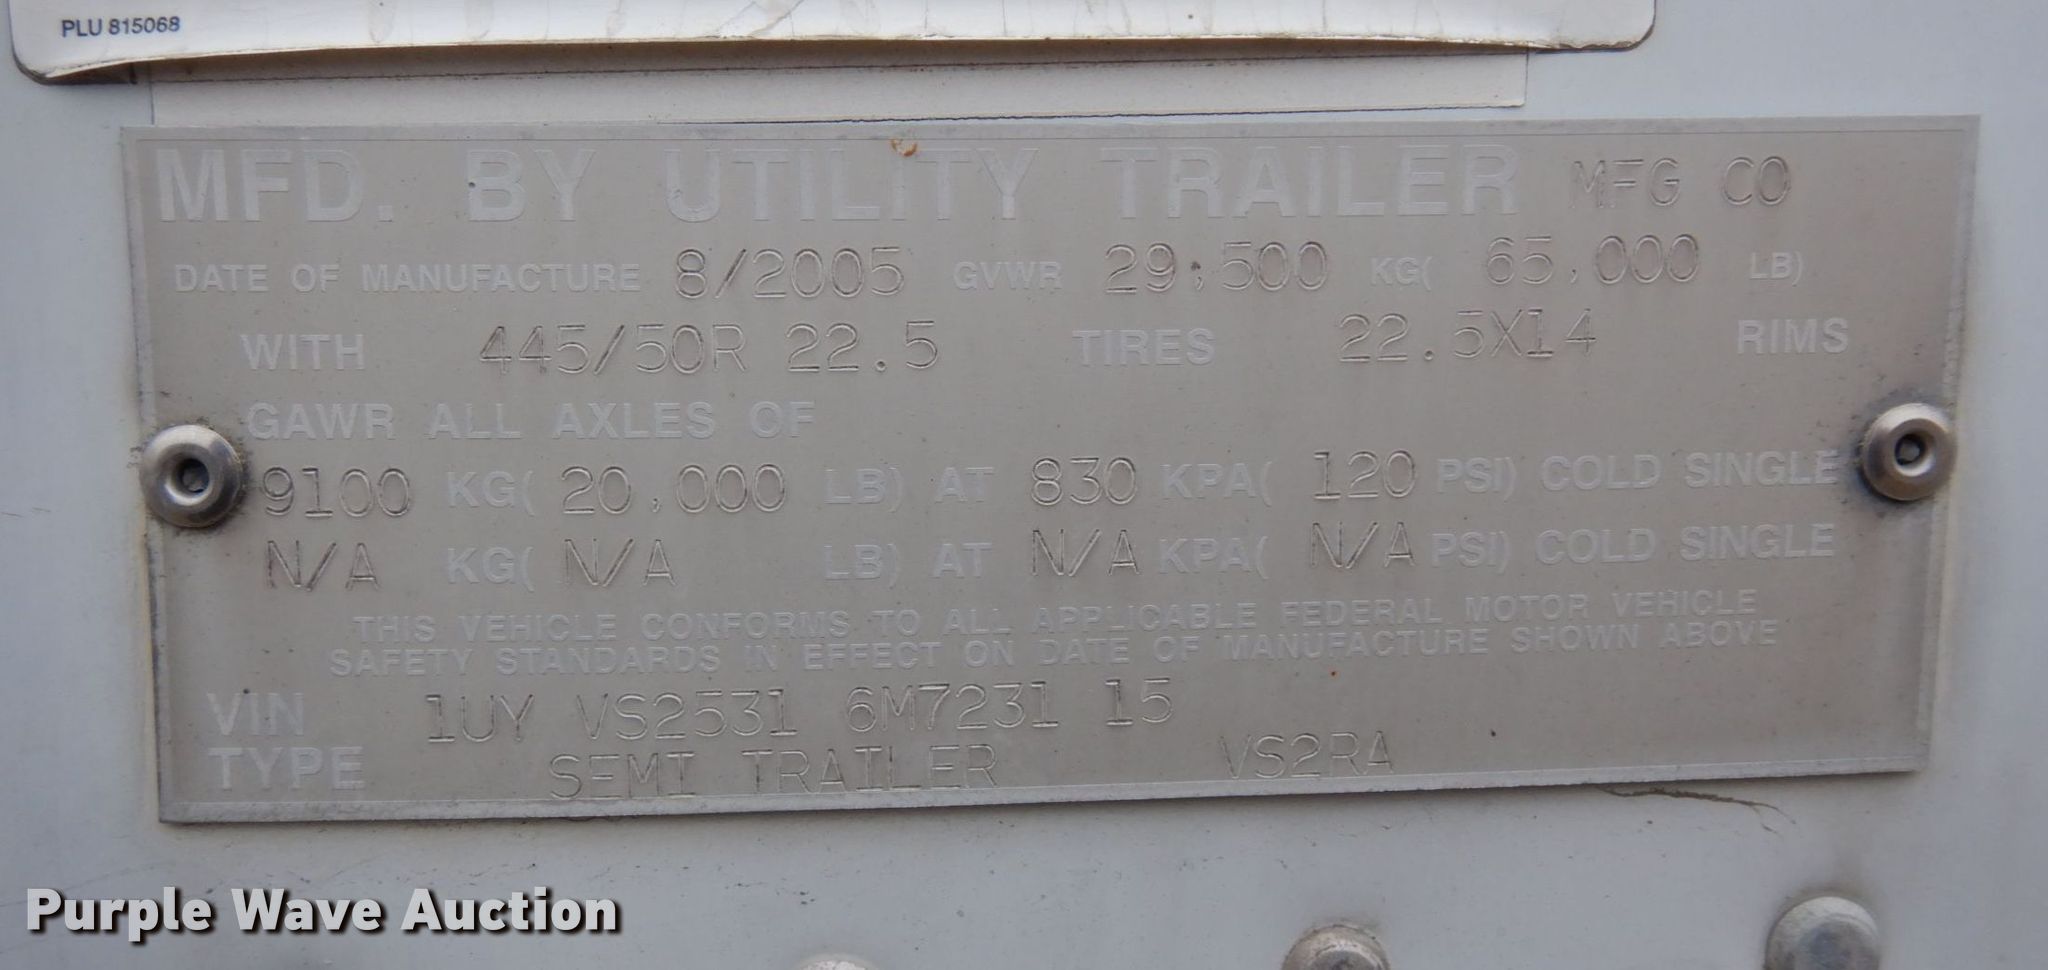 PLU 815068
MFD. BY UTILITY TRAILER MFG CO
DATE OF MANUFACTURE 8/2005 GVWR 29,500 KG( 65,000 LB)
WITH 445/50R 22.5 TIRES 22.5X14 RIMS
GAWR ALL AXLES OF
9100 KG( 20,000 LB) AT 830 KPA( 120 PSI) COLD SINGLE
N/A KG( N/A LB) AT N/A KPA( N/A PSI) COLD SINGLE
THIS VEHICLE CONFORMS TO ALL APPLICABLE FEDERAL MOTOR VEHICLE
SAFETY STANDARDS IN EFFECT ON DATE OF MANUFACTURE SHOWN ABOVE
VIN 1UY VS2531 6M7231 15
TYPE SEMI TRAILER VS2RA
Purple Wave Auction